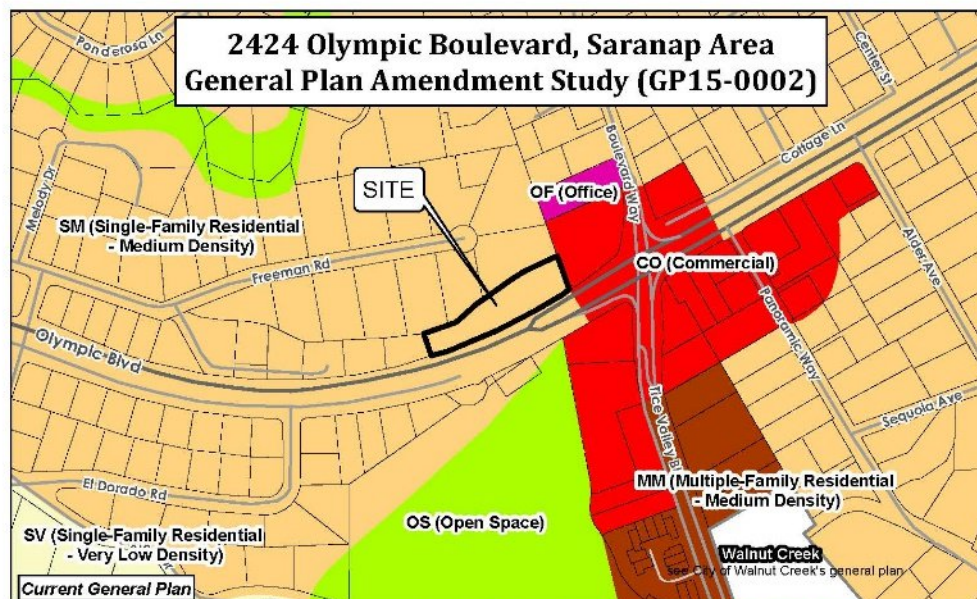 2424 Olympic Boulevard, Saranap Area
General Plan Amendment Study (GP15-0002)
Ponderosa Ln
Center St
Boulevard Way
Cottage Ln
Melody Dr
SITE
OF (Office)
SM (Single-Family Residential
- Medium Density)
Freeman Rd
CO (Commercial)
Alder Ave
Panoramic Way
Olympic Blvd
Tice Valley Bl
Sequoia Ave
El Dorado Rd
MM (Multiple-Family Residential
- Medium Density)
OS (Open Space)
SV (Single-Family Residential
- Very Low Density)
Walnut Creek
see City of Walnut Creek's general plan
Current General Plan